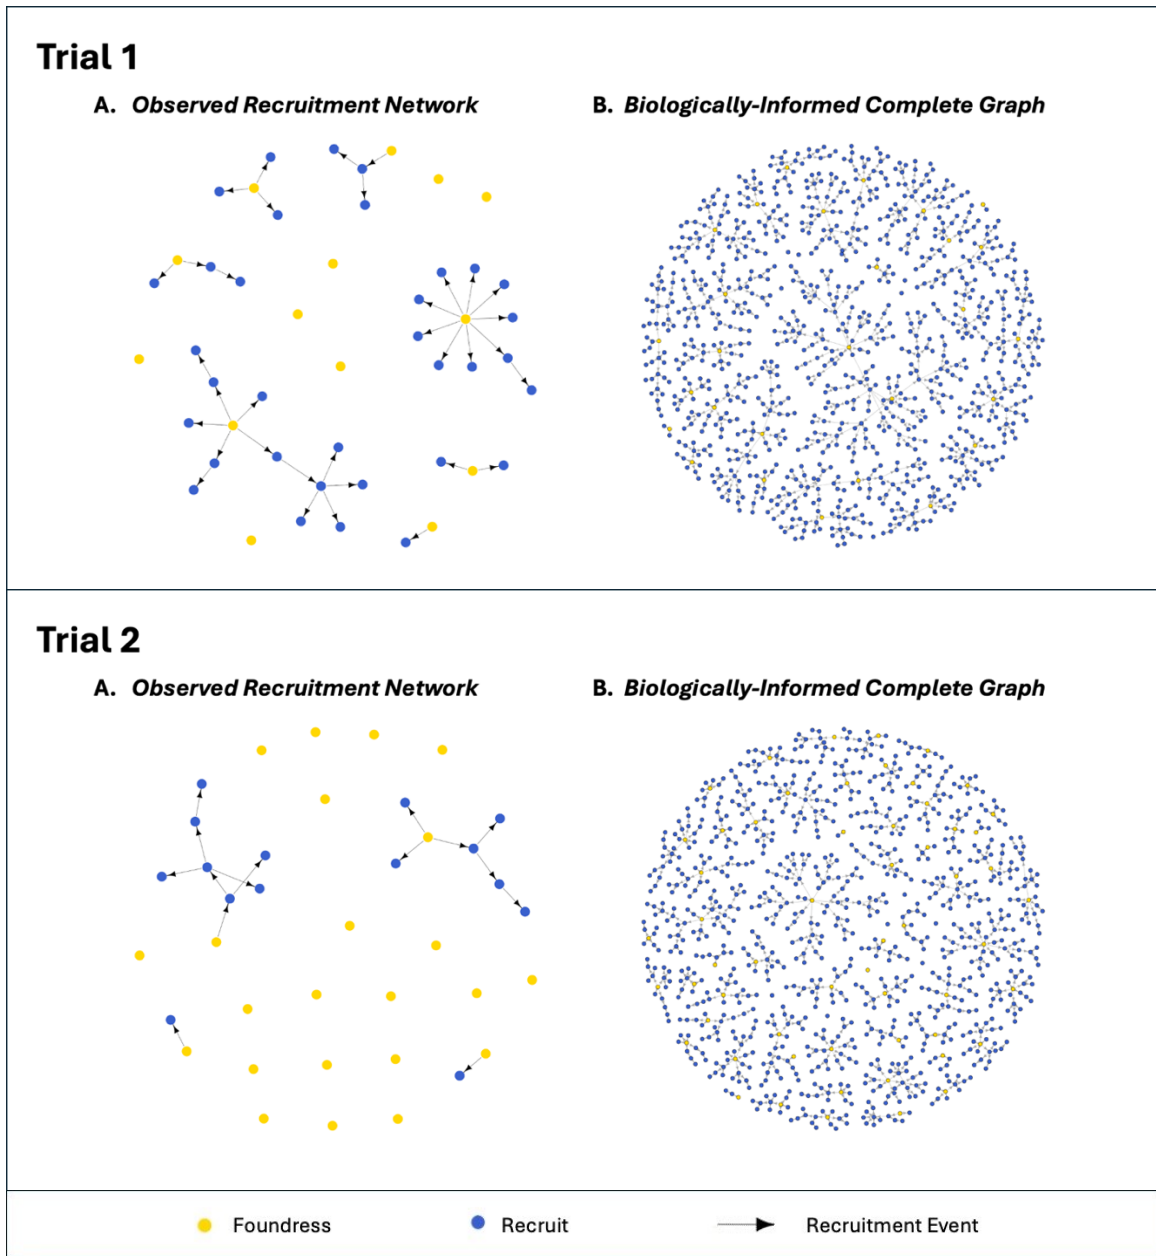 Trial 1
A. Observed Recruitment Network
B. Biologically-Informed Complete Graph
Trial 2
A. Observed Recruitment Network
B. Biologically-Informed Complete Graph
Foundress
Recruit
Recruitment Event